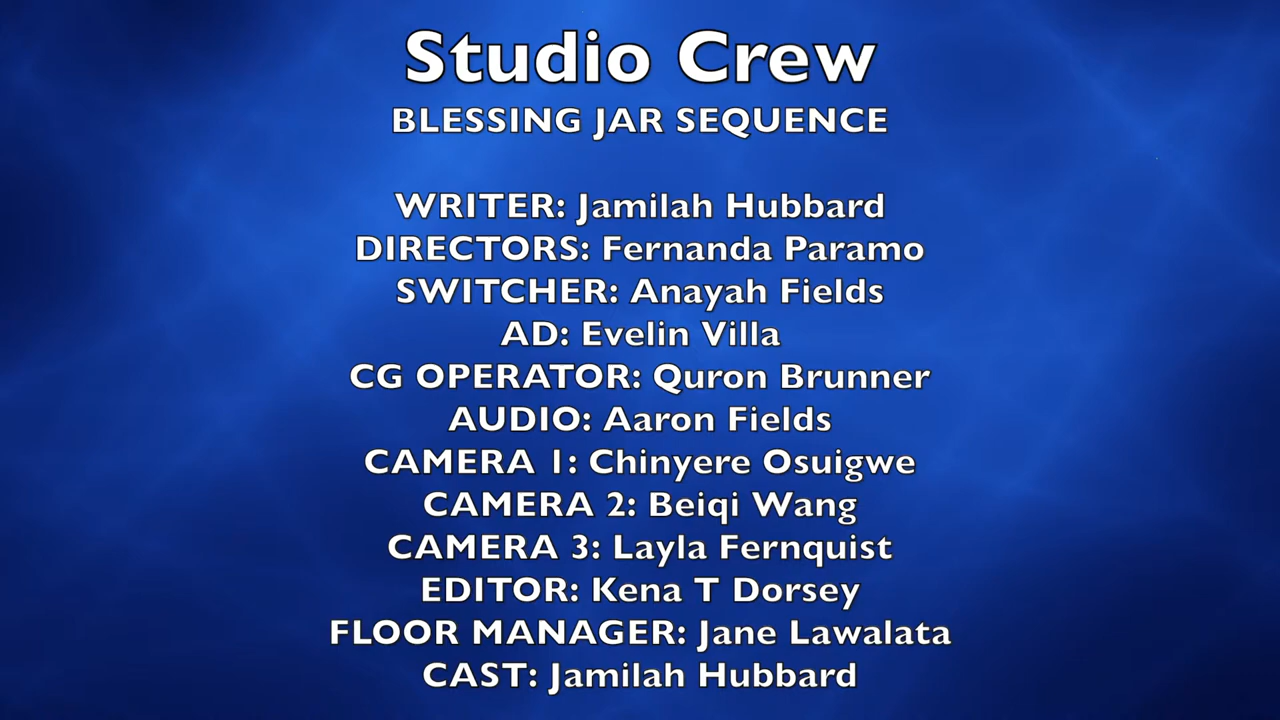 Studio Crew
BLESSING JAR SEQUENCE
WRITER: Jamilah Hubbard
DIRECTORS: Fernanda Paramo
SWITCHER: Anayah Fields
AD: Evelin Villa
CG OPERATOR: Quron Brunner
AUDIO: Aaron Fields
CAMERA 1: Chinyere Osuigwe
CAMERA 2: Beiqi Wang
CAMERA 3: Layla Fernquist
EDITOR: Kena T Dorsey
FLOOR MANAGER: Jane Lawalata
CAST: Jamilah Hubbard